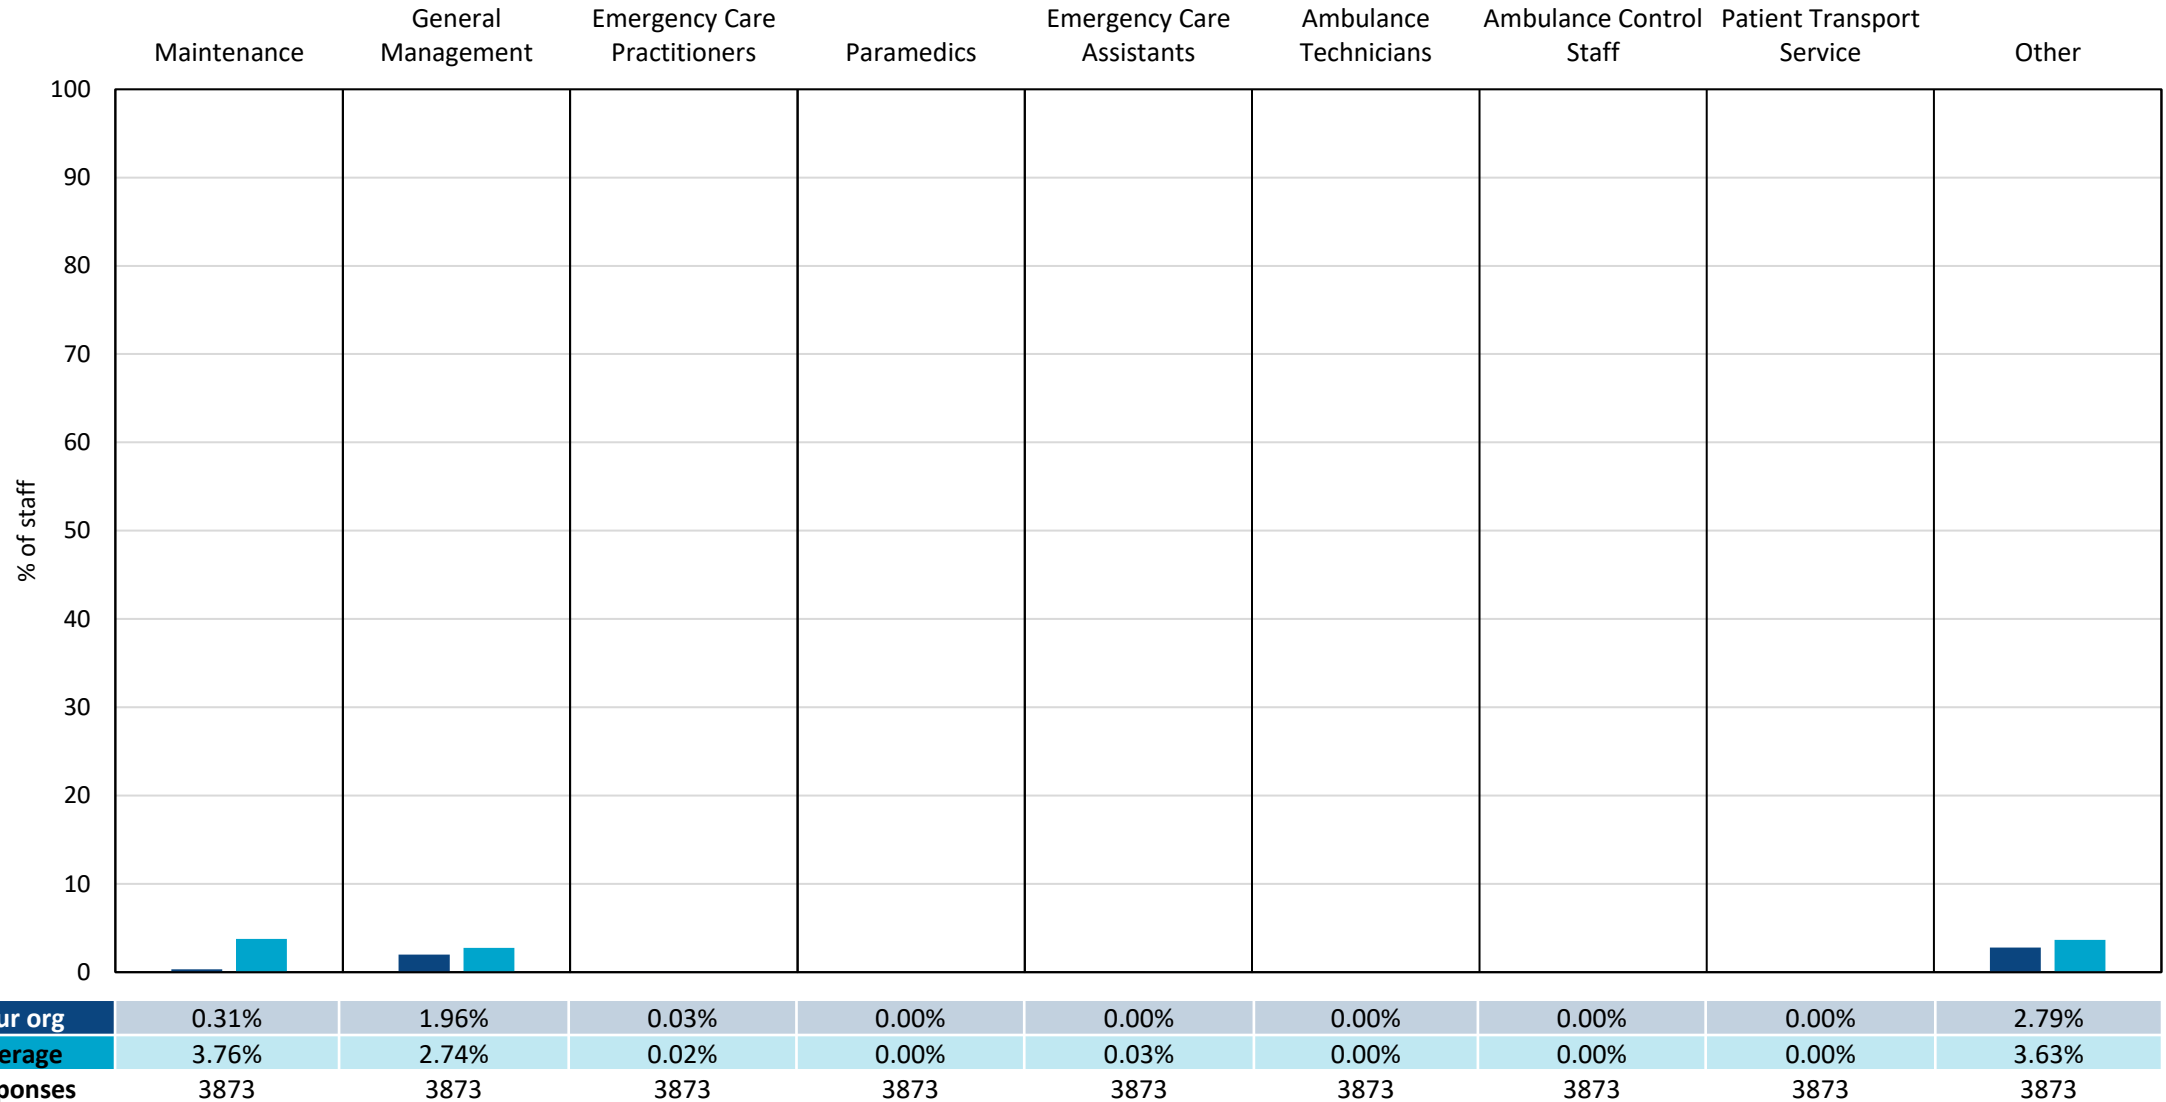 Maintenance
General
Management
Emergency Care
Practitioners
Paramedics
Emergency Care
Assistants
Ambulance
Technicians
Ambulance Control
Staff
Patient Transport
Service
Other
% of staff
100
90
80
70
60
50
40
30
20
10
0
ur org 0.31% 1.96% 0.03% 0.00% 0.00% 0.00% 0.00% 0.00% 2.79%
erage 3.76% 2.74% 0.02% 0.00% 0.03% 0.00% 0.00% 0.00% 3.63%
ponses 3873 3873 3873 3873 3873 3873 3873 3873 3873